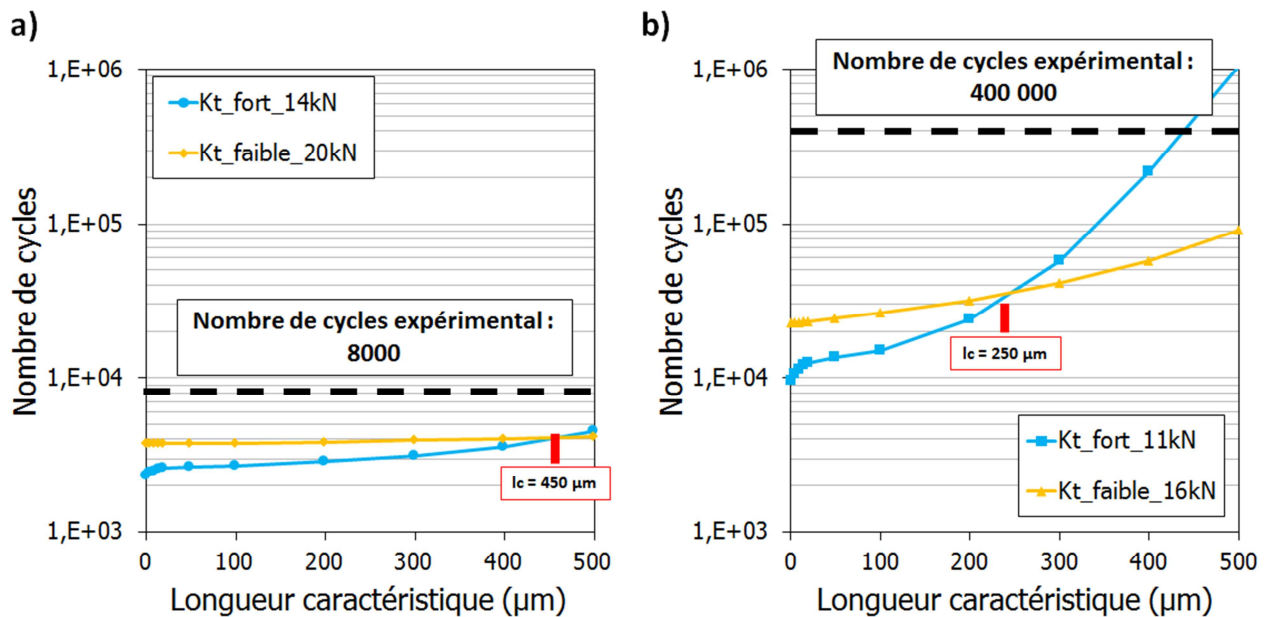 a)
1,E+06
1,E+05
1,E+04
1,E+03
Nombre de cycles
Kt_fort_14kN
Kt_faible_20kN
Nombre de cycles expérimental :
8000
lc = 450 µm
0 100 200 300 400 500
Longueur caractéristique (µm)
b)
1,E+06
1,E+05
1,E+04
1,E+03
Nombre de cycles
Nombre de cycles expérimental :
400 000
lc = 250 µm
Kt_fort_11kN
Kt_faible_16kN
0 100 200 300 400 500
Longueur caractéristique (µm)